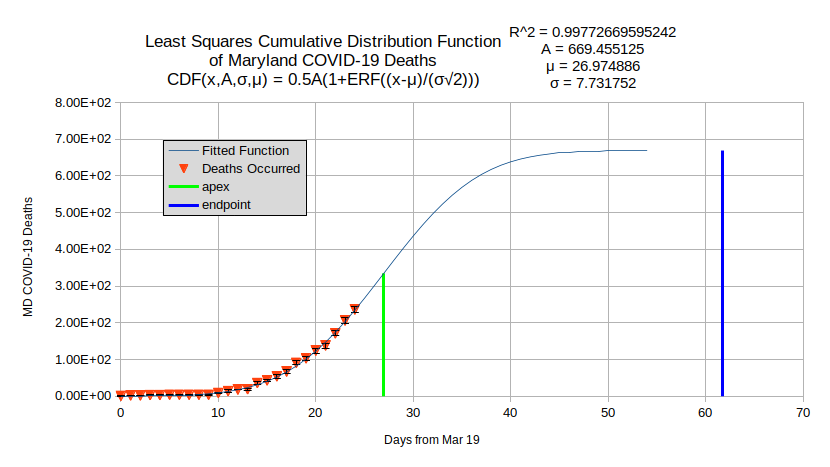 Least Squares Cumulative Distribution Function
of Maryland COVID-19 Deaths
CDF(x,A,σ,μ) = 0.5A(1+ERF((x-μ)/(σ√2)))
R^2 = 0.99772669595242
A = 669.455125
μ = 26.974886
σ = 7.731752
8.00E+02
7.00E+02
6.00E+02
5.00E+02
4.00E+02
3.00E+02
2.00E+02
1.00E+02
0.00E+00
MD COVID-19 Deaths
Fitted Function
Deaths Occurred
apex
endpoint
0 10 20 30 40 50 60 70
Days from Mar 19